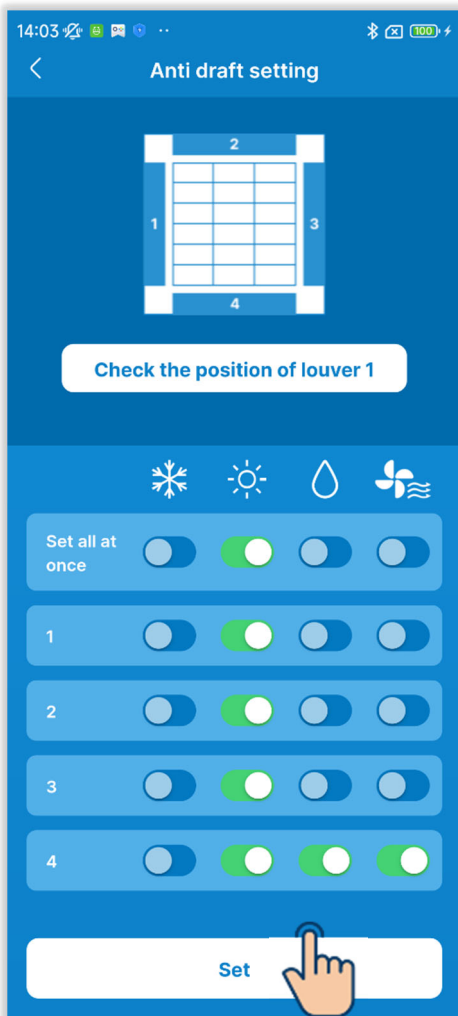 14:03
100
Anti draft setting
2
1
3
4
Check the position of louver 1
Set all at
once
1
2
3
4
Set